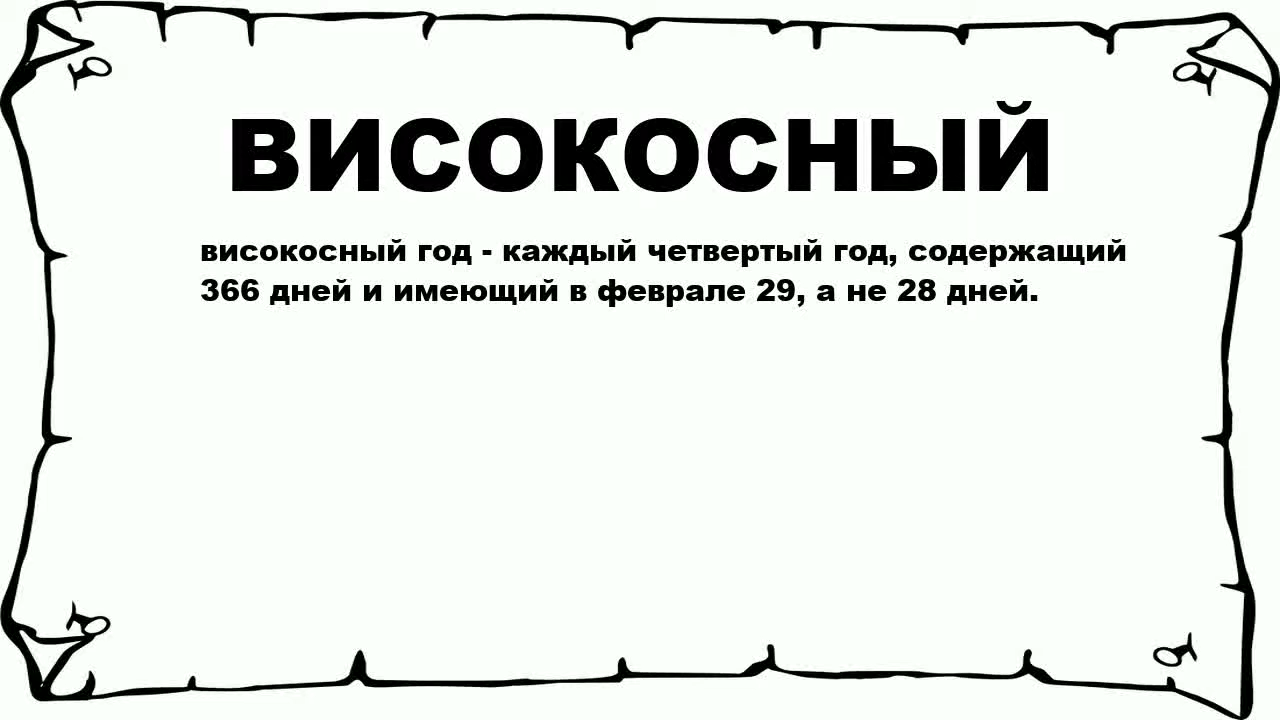 ВИСОКОСНЫЙ
високосный год - каждый четвертый год, содержащий
366 дней и имеющий в феврале 29, а не 28 дней.